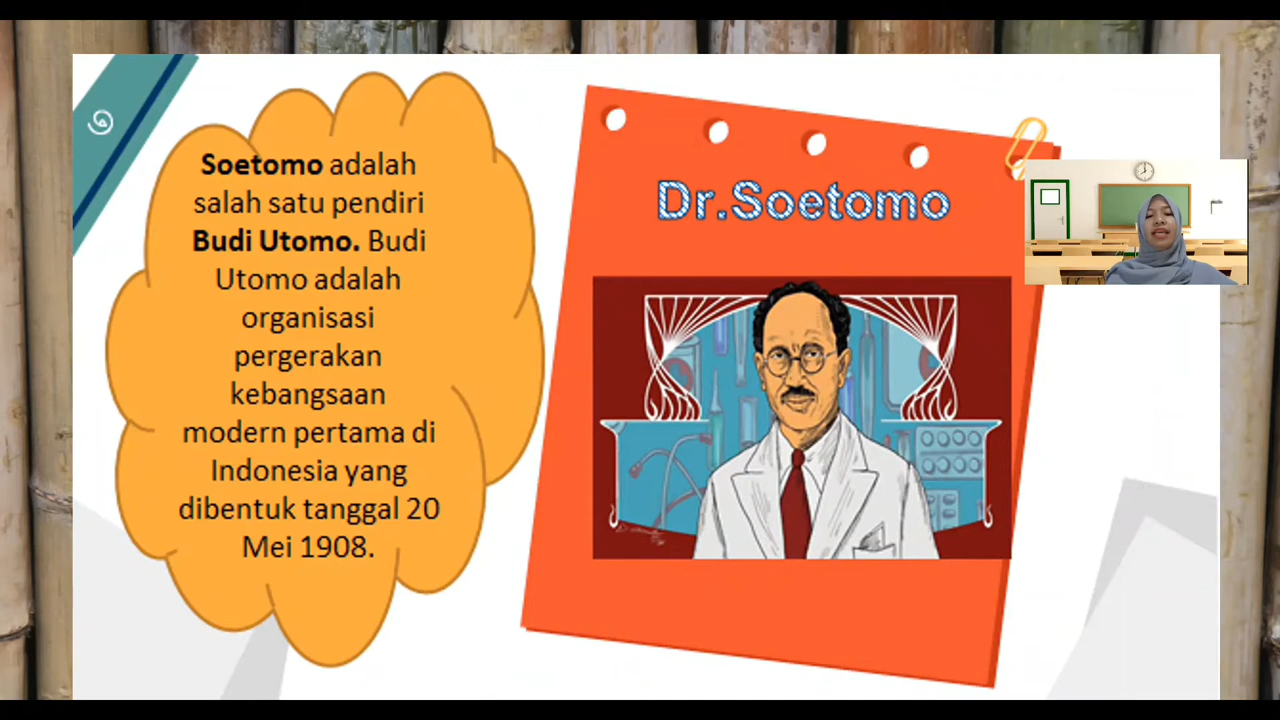 Soetomo adalah
salah satu pendiri
Budi Utomo. Budi
Utomo adalah
organisasi
pergerakan
kebangsaan
modern pertama di
Indonesia yang
dibentuk tanggal 20
Mei 1908.
Dr.Soetomo